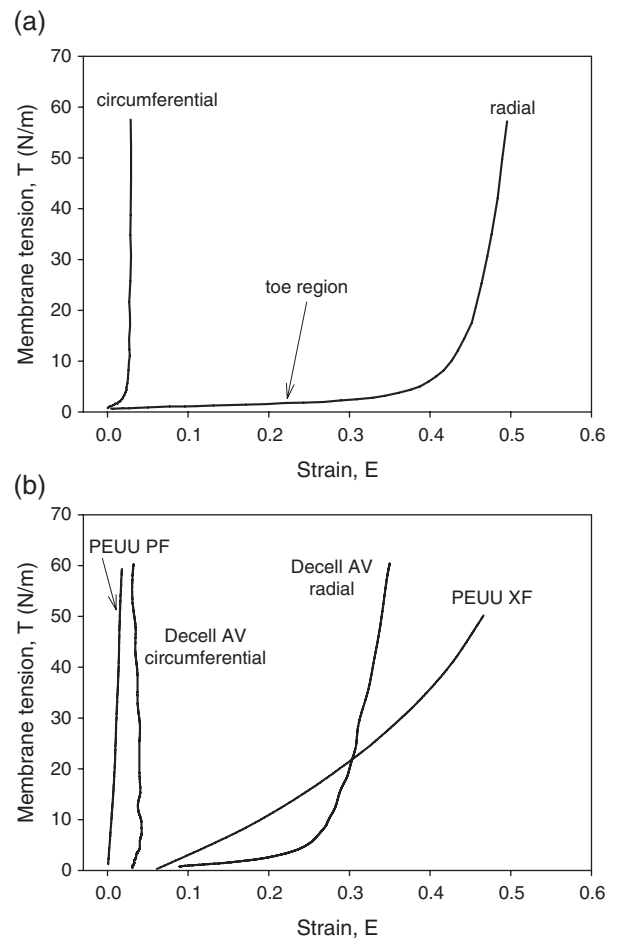 (a)
70
60
50
40
30
20
10
0
Membrane tension, T (N/m)
circumferential
radial
toe region
0.0 0.1 0.2 0.3 0.4 0.5 0.6
Strain, E
(b)
70
60
50
40
30
20
10
0
Membrane tension, T (N/m)
PEUU PF
Decell AV
circumferential
Decell AV
radial
PEUU XF
0.0 0.1 0.2 0.3 0.4 0.5 0.6
Strain, E